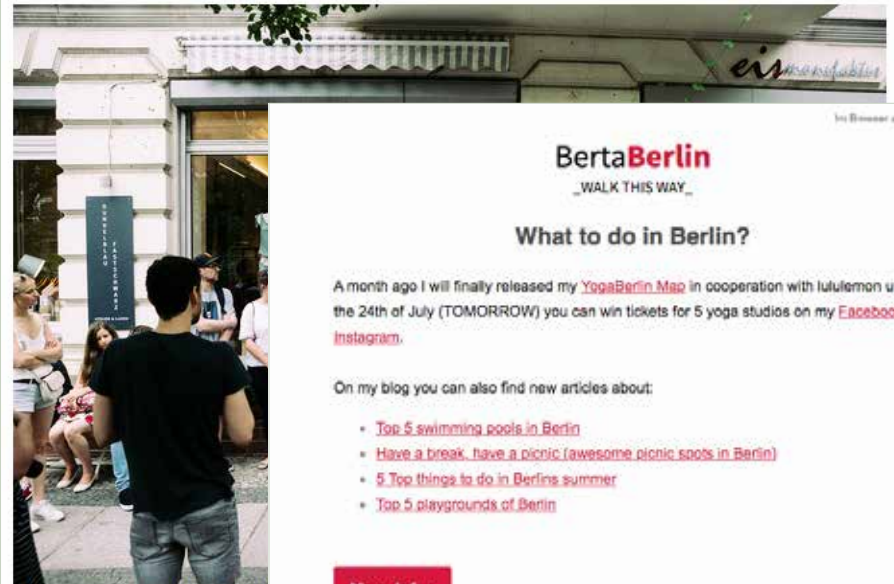 eismanufaktur
DUNKELBLAU
FASTSCHWARZ
BertaBerlin
_WALK THIS WAY_
What to do in Berlin?
A month ago I will finally released my YogaBerlin Map in cooperation with lululemon
the 24th of July (TOMORROW) you can win tickets for 5 yoga studios on my
Instagram.
On my blog you can also find new articles about:
Top 5 swimming pools in Berlin
Have a break, have a picnic (awesome picnic spots in Berlin)
5 Top things to do in Berlins summer
Top 5 playgrounds of Berlin